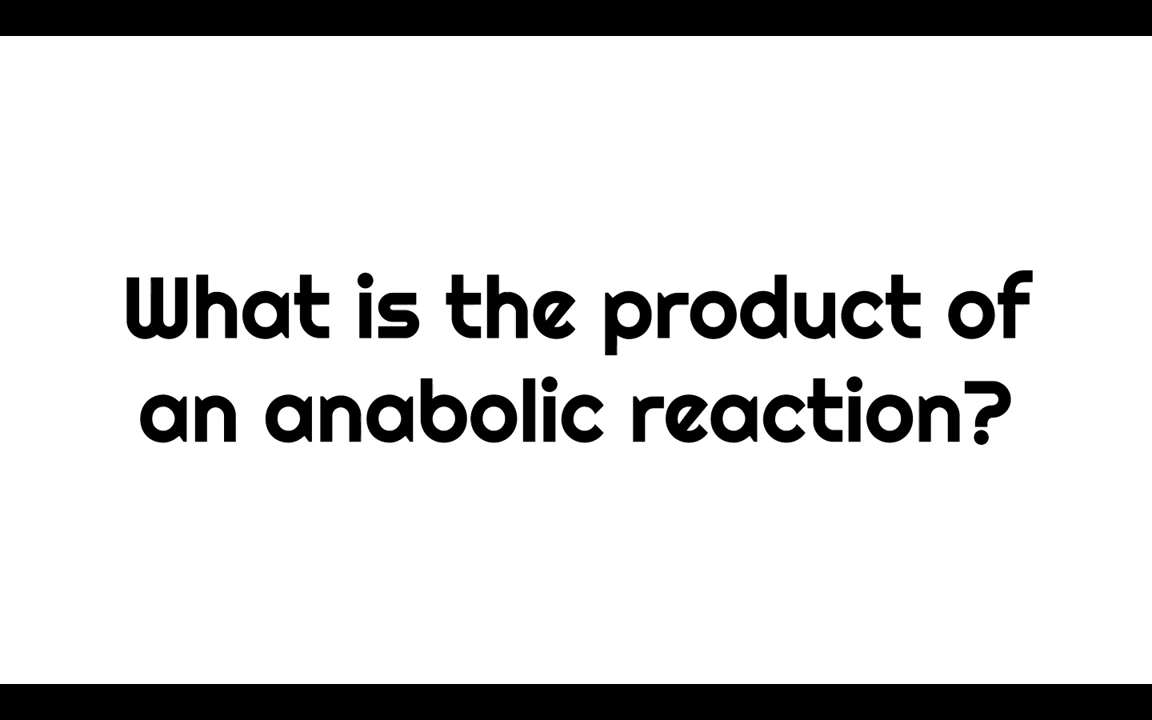 What is the product of
an anabolic reaction?